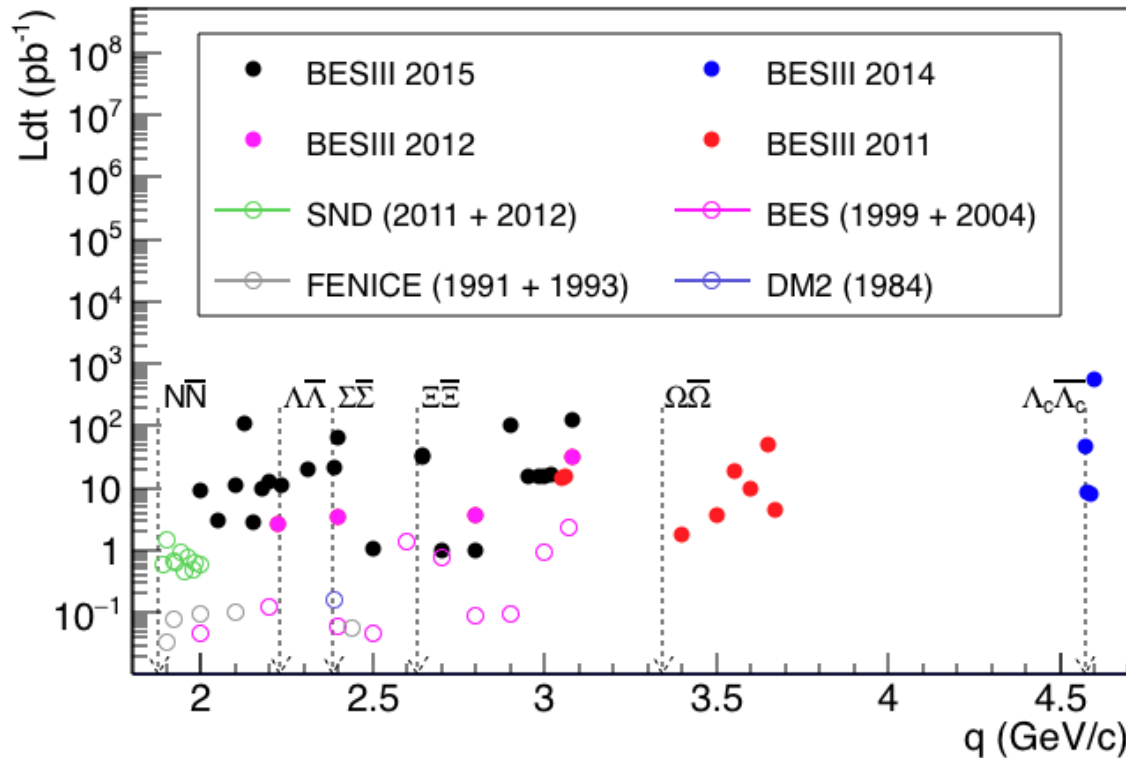 Ldt (pb⁻¹)
10⁸
10⁷
10⁶
10⁵
10⁴
10³
10²
10
1
10⁻¹
BESIII 2015
BESIII 2014
BESIII 2012
BESIII 2011
SND (2011 + 2012)
BES (1999 + 2004)
FENICE (1991 + 1993)
DM2 (1984)
NN̅ ΛΛ̅ ΣΣ̅ ΞΞ̅ ΩΩ̅ Λ_cΛ̅_c
2 2.5 3 3.5 4 4.5
q (GeV/c)